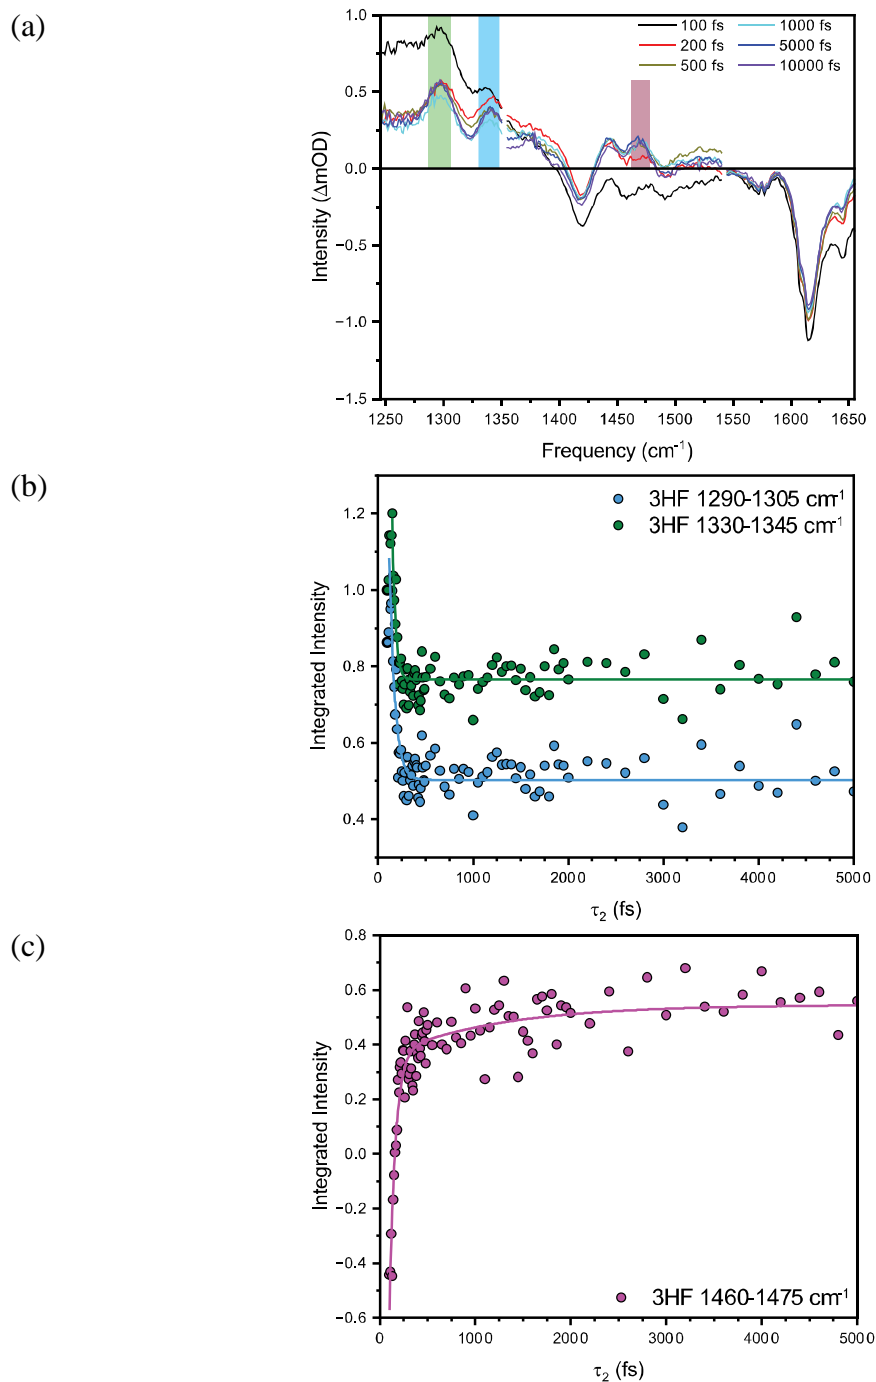 (a)
1.0
0.5
0.0
−0.5
−1.0
−1.5
Intensity (ΔmOD)
100 fs
200 fs
500 fs
1000 fs
5000 fs
10000 fs
1250 1300 1350 1400 1450 1500 1550 1600 1650
Frequency (cm-1)
(b)
1.2
1.0
0.8
0.6
0.4
Integrated Intensity
3HF 1290-1305 cm-1
3HF 1330-1345 cm-1
0 1000 2000 3000 4000 5000
τ2 (fs)
(c)
0.8
0.6
0.4
0.2
0.0
−0.2
−0.4
−0.6
Integrated Intensity
3HF 1460-1475 cm-1
0 1000 2000 3000 4000 5000
τ2 (fs)